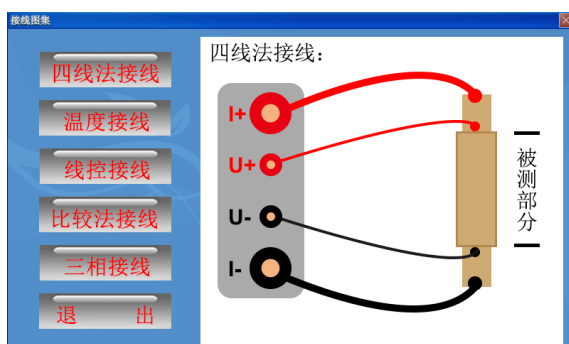 接线图集
四线法接线
温度接线
线控接线
比较法接线
三相接线
退 出
四线法接线：
I+
U+
U-
I-
被测部分